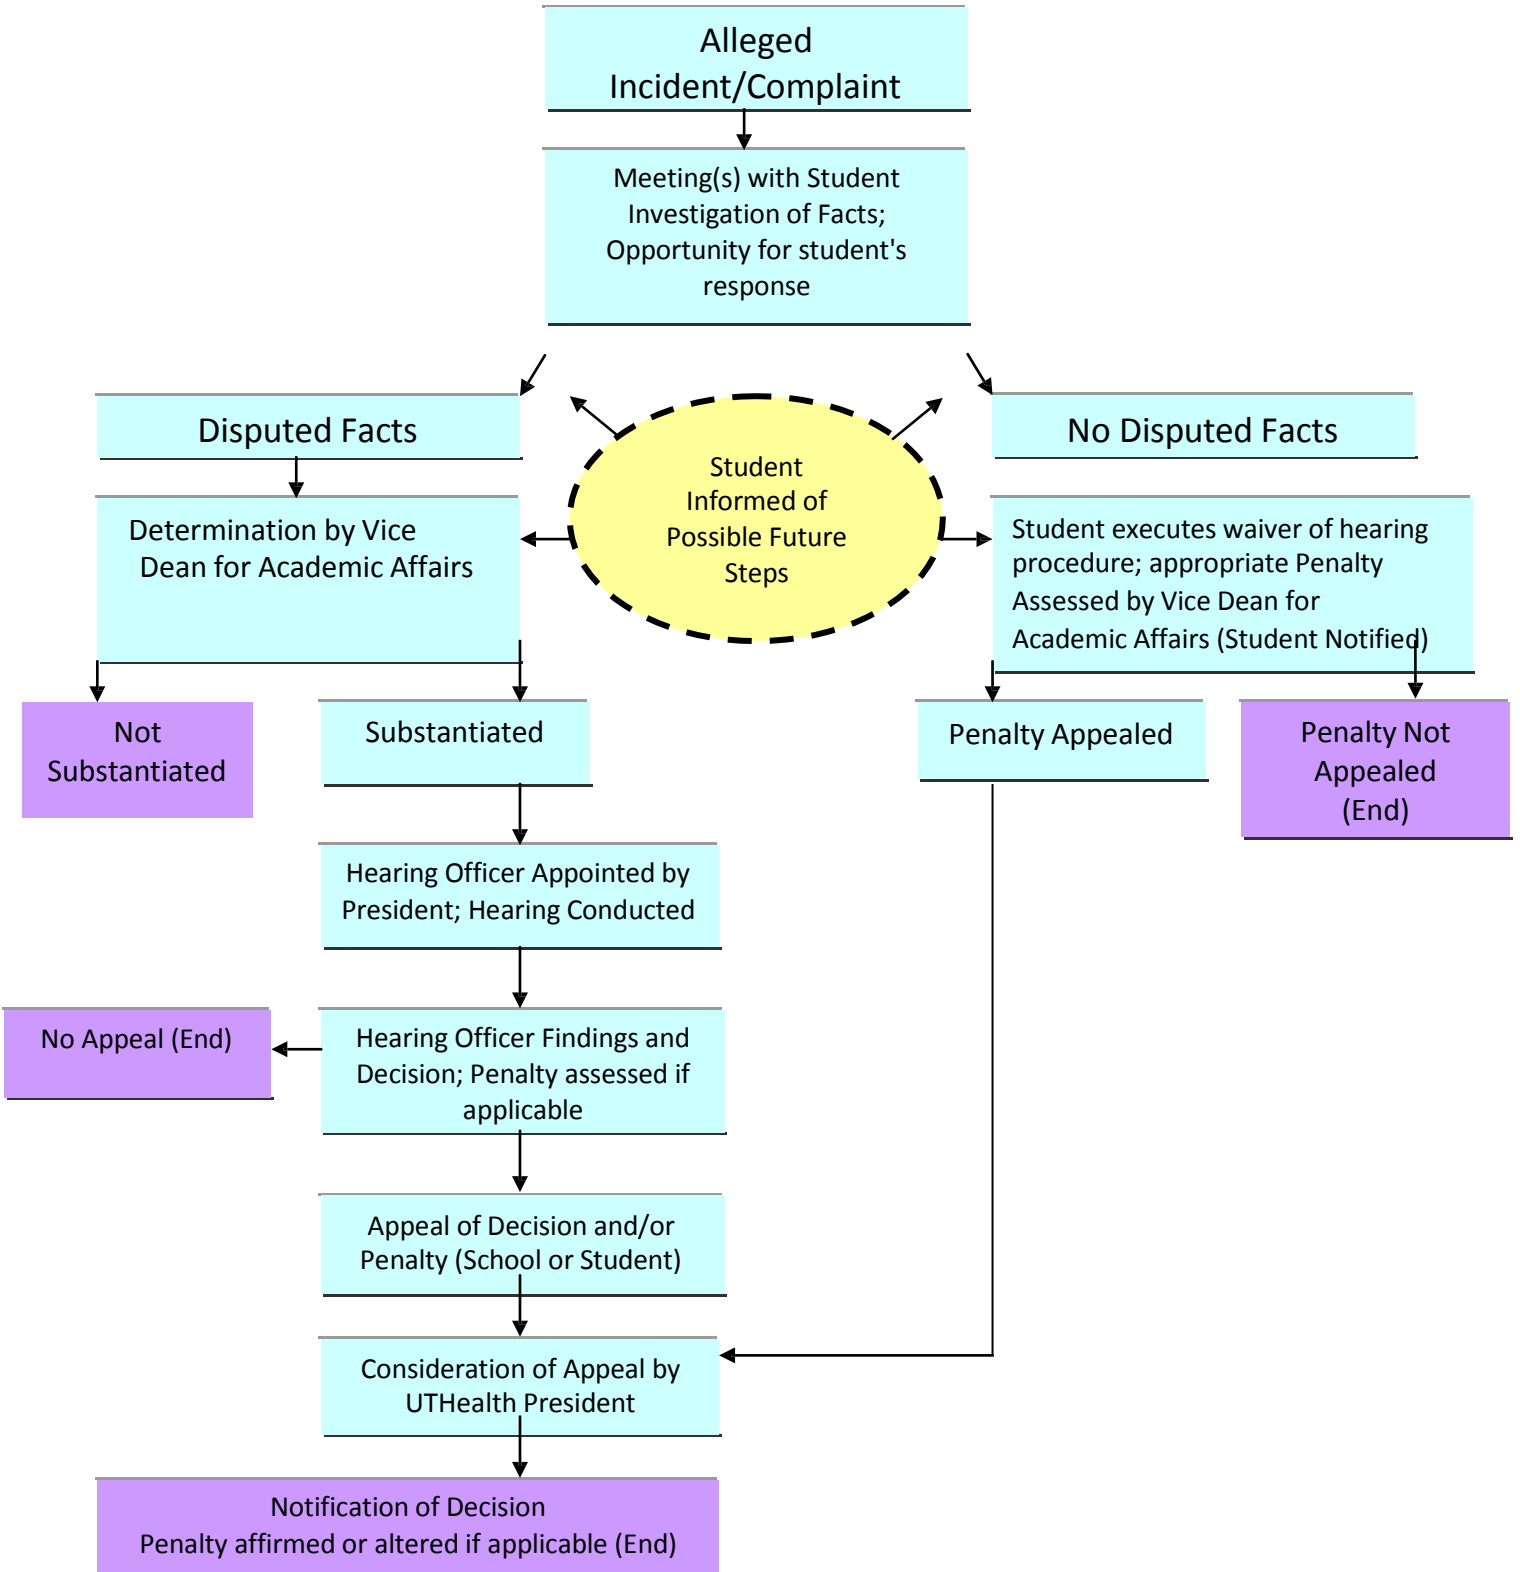 Alleged
Incident/Complaint
Meeting(s) with Student
Investigation of Facts;
Opportunity for student's
response
Disputed Facts
No Disputed Facts
Student
Informed of
Possible Future
Steps
Determination by Vice
Dean for Academic Affairs
Student executes waiver of hearing
procedure; appropriate Penalty
Assessed by Vice Dean for
Academic Affairs (Student Notified)
Not
Substantiated
Substantiated
Penalty Appealed
Penalty Not
Appealed
(End)
Hearing Officer Appointed by
President; Hearing Conducted
No Appeal (End)
Hearing Officer Findings and
Decision; Penalty assessed if
applicable
Appeal of Decision and/or
Penalty (School or Student)
Consideration of Appeal by
UTHealth President
Notification of Decision
Penalty affirmed or altered if applicable (End)